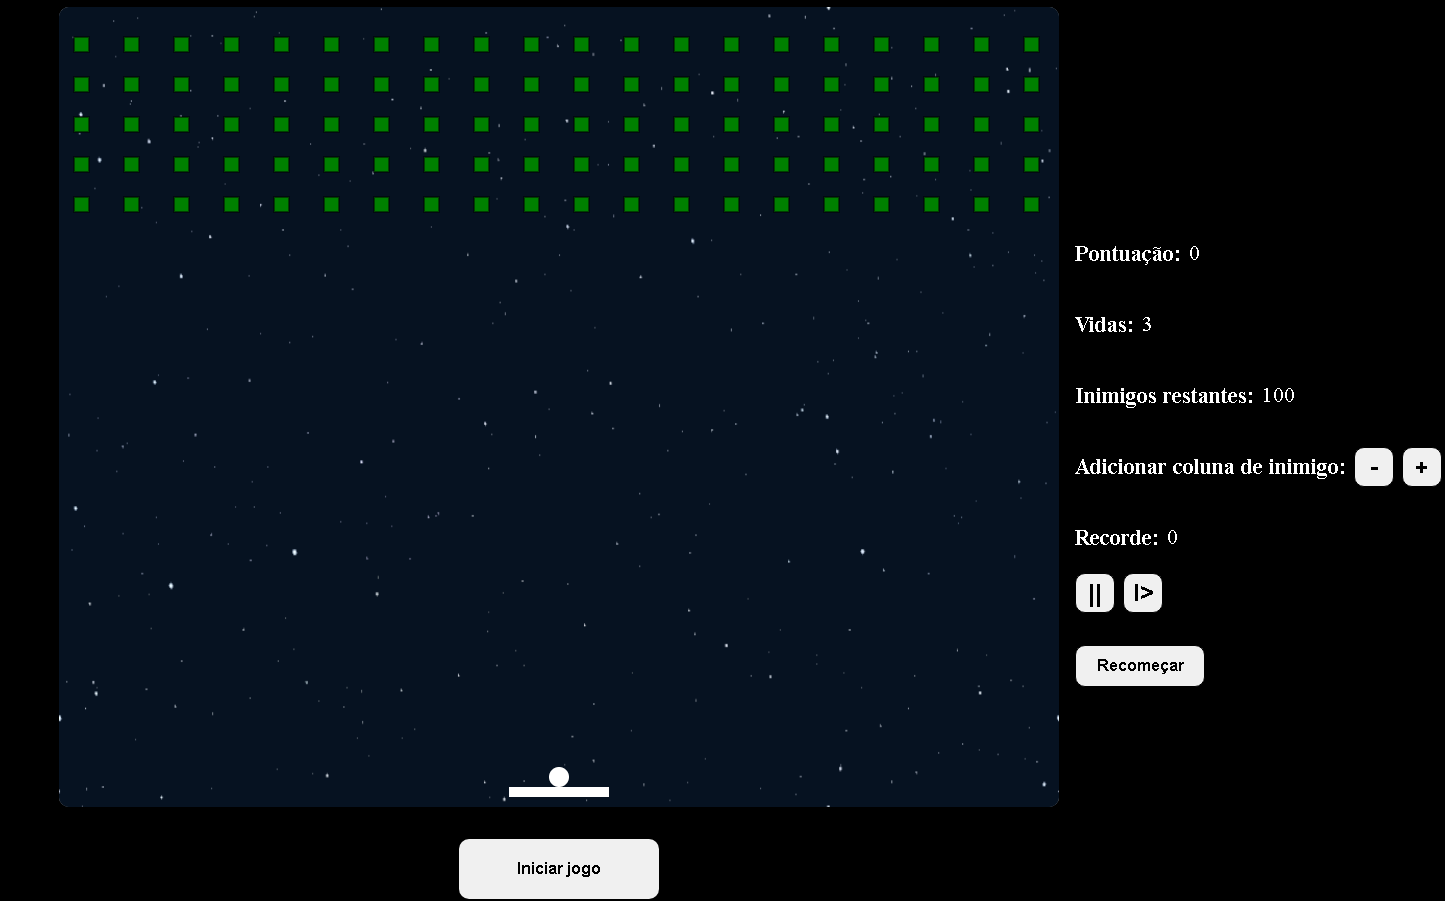 Pontuação: 0
Vidas: 3
Inimigos restantes: 100
Adicionar coluna de inimigo: - +
Recorde: 0
|| |>
Recomeçar
Iniciar jogo